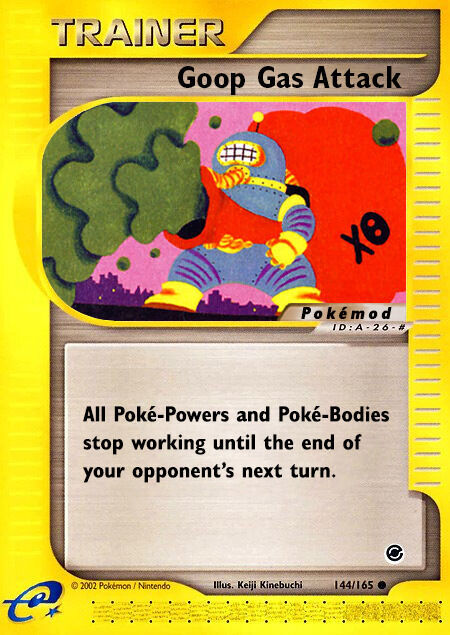 TRAINER
Goop Gas Attack
XO
Pokémod
ID:A-26-#
All Poké-Powers and Poké-Bodies
stop working until the end of
your opponent's next turn.
© 2002 Pokémon / Nintendo Illus. Keiji Kinebuchi 144/165 ●
e